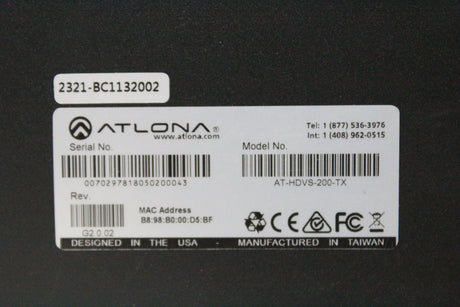 2321-BC1132002
ATLONA®
www.atlona.com
Tel: 1 (877) 536-3976
Int: 1 (408) 962-0515
Serial No.
0070297818050200043
Model No.
AT-HDVS-200-TX
Rev.
G2.0.02
MAC Address
B8:98:B0:00:D5:BF
CE FC
DESIGNED IN THE USA - MANUFACTURED IN TAIWAN